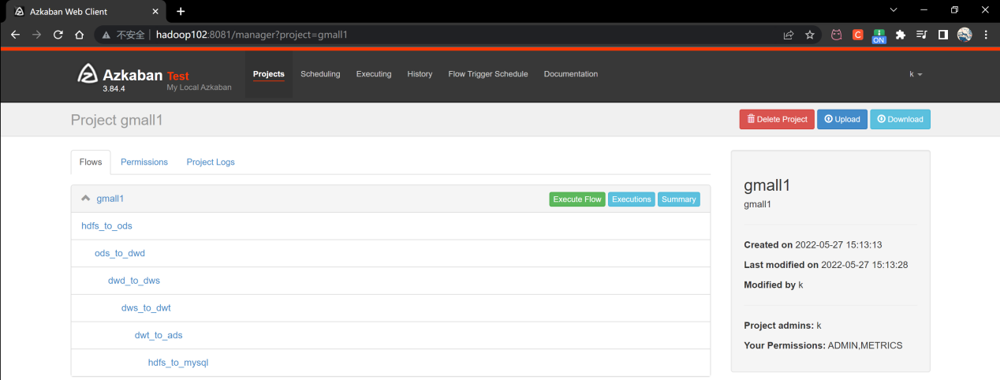 Azkaban Web Client
不安全 hadoop102:8081/manager?project=gmall1
C
ON
Azkaban Test
3.84.4 My Local Azkaban
Projects Scheduling Executing History Flow Trigger Schedule Documentation k
Project gmall1
Delete Project Upload Download
Flows Permissions Project Logs
gmall1 Execute Flow Executions Summary
hdfs_to_ods
ods_to_dwd
dwd_to_dws
dws_to_dwt
dwt_to_ads
hdfs_to_mysql
gmall1
gmall1
Created on 2022-05-27 15:13:13
Last modified on 2022-05-27 15:13:28
Modified by k
Project admins: k
Your Permissions: ADMIN,METRICS